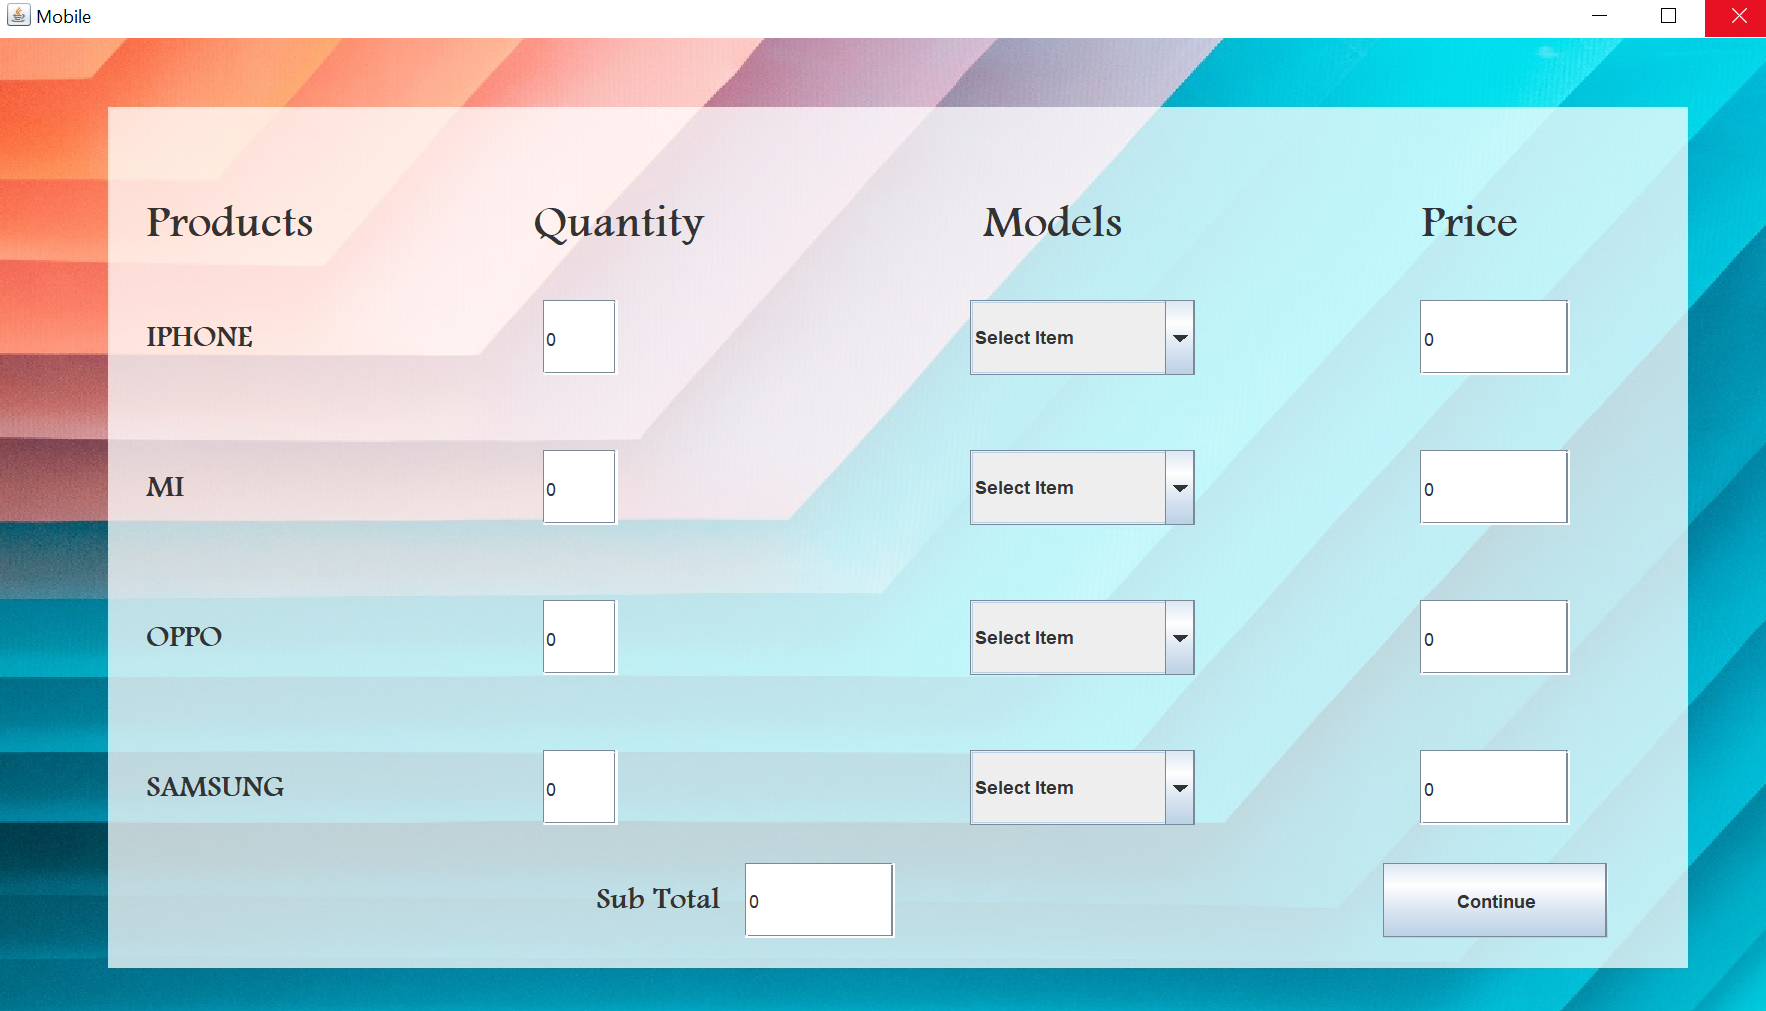 Mobile
Products Quantity Models Price
IPHONE 0 Select Item 0
MI 0 Select Item 0
OPPO 0 Select Item 0
SAMSUNG 0 Select Item 0
Sub Total 0 Continue